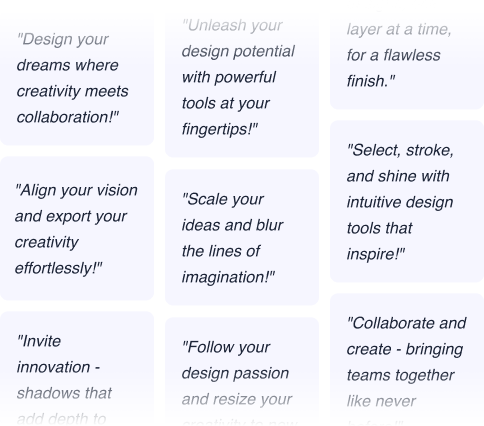 "Design your
dreams where
creativity meets
collaboration!"
"Align your vision
and export your
creativity
effortlessly!"
"Invite
innovation -
shadows that
add depth to
"Unleash your
design potential
with powerful
tools at your
fingertips!"
"Scale your
ideas and blur
the lines of
imagination!"
"Follow your
design passion
and resize your
creativity to new
layer at a time,
for a flawless
finish."
"Select, stroke,
and shine with
intuitive design
tools that
inspire!"
"Collaborate and
create - bringing
teams together
like never